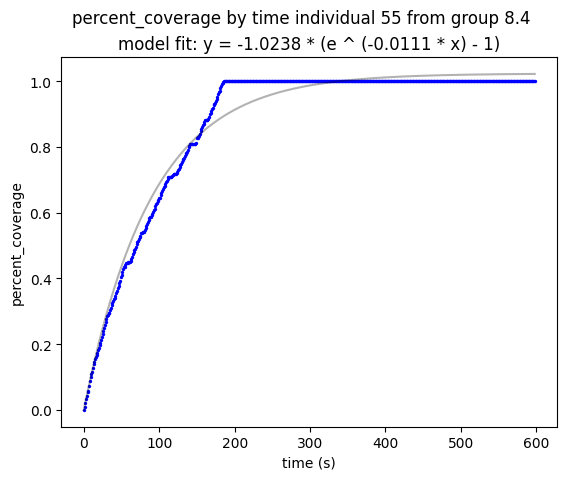 percent_coverage by time individual 55 from group 8.4
model fit: y = -1.0238 * (e ^ (-0.0111 * x) - 1)
1.0
0.8
0.6
0.4
0.2
0.0
percent_coverage
0 100 200 300 400 500 600
time (s)